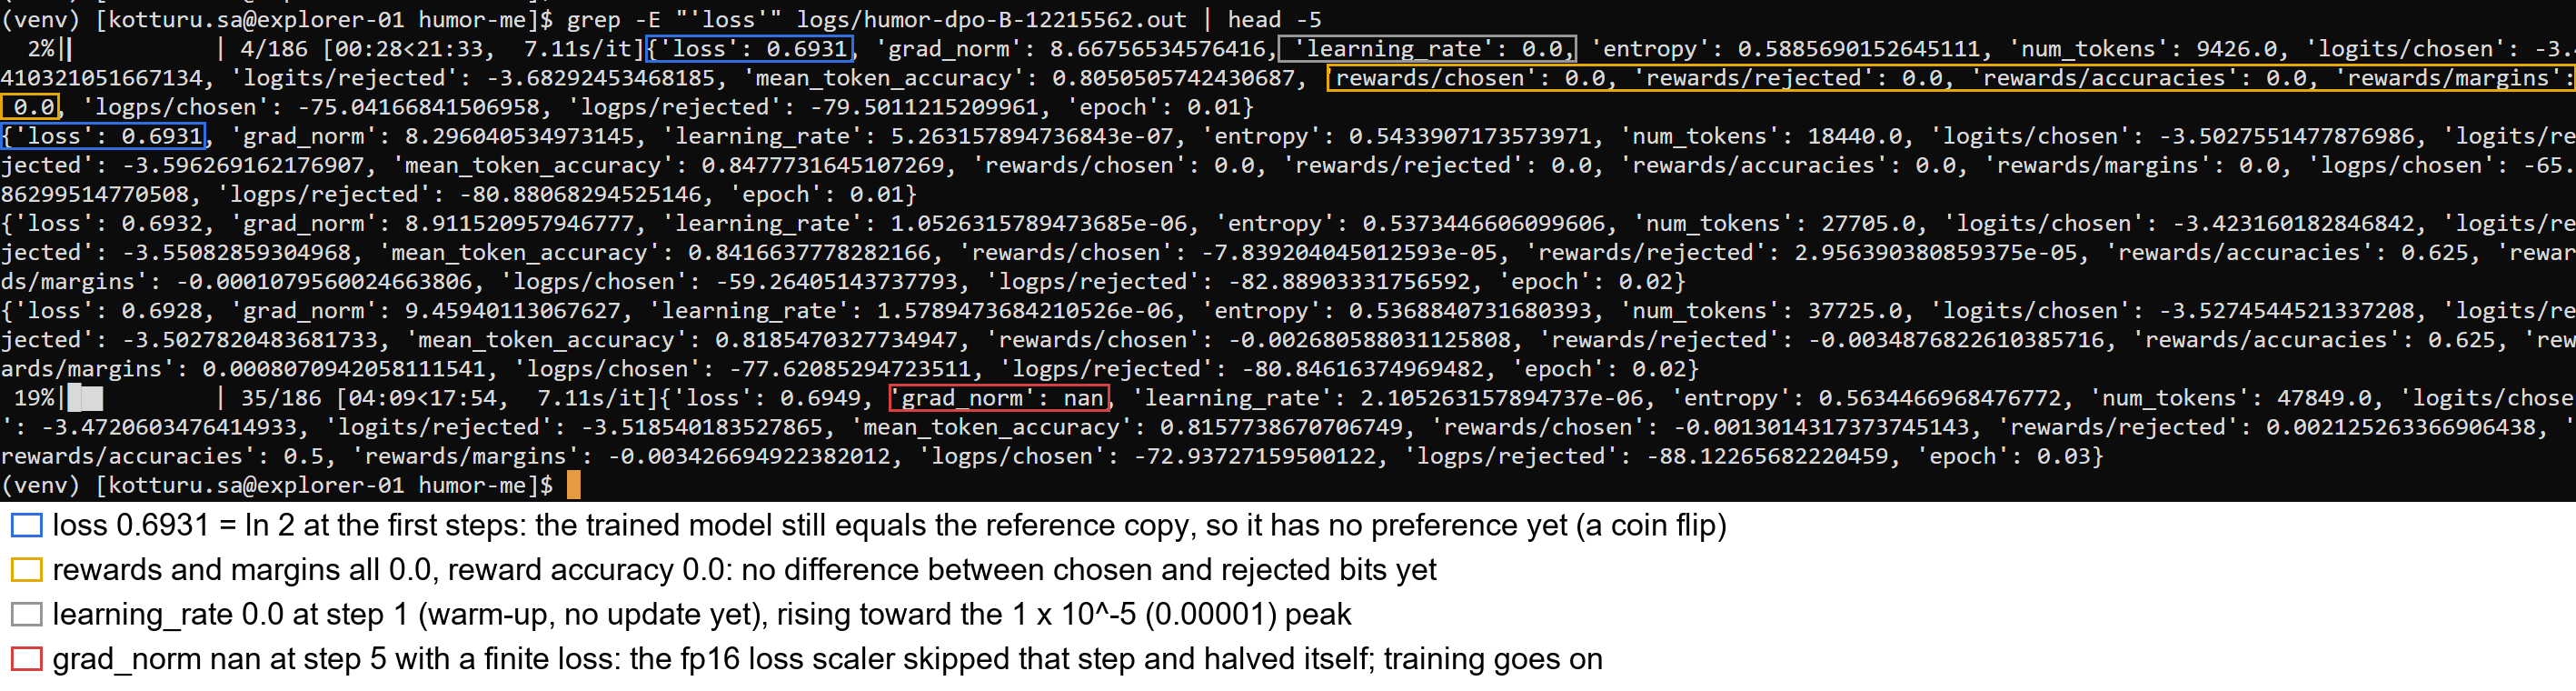 (venv) [kotturu.sa@explorer-01 humor-me]$ grep -E "'loss'" logs/humor-dpo-B-12215562.out | head -5
2%|▎ | 4/186 [00:28<21:33, 7.11s/it]{'loss': 0.6931, 'grad_norm': 8.66756534576416, 'learning_rate': 0.0, 'entropy': 0.5885690152645111, 'num_tokens': 9426.0, 'logits/chosen': -3.4
410321051667134, 'logits/rejected': -3.68292453468185, 'mean_token_accuracy': 0.8050505742430687, 'rewards/chosen': 0.0, 'rewards/rejected': 0.0, 'rewards/accuracies': 0.0, 'rewards/margins':
0.0, 'logps/chosen': -75.04166841506958, 'logps/rejected': -79.5011215209961, 'epoch': 0.01}
{'loss': 0.6931, 'grad_norm': 8.296040534973145, 'learning_rate': 5.263157894736843e-07, 'entropy': 0.5433907173573971, 'num_tokens': 18440.0, 'logits/chosen': -3.5027551477876986, 'logits/re
jected': -3.596269162176907, 'mean_token_accuracy': 0.8477731645107269, 'rewards/chosen': 0.0, 'rewards/rejected': 0.0, 'rewards/accuracies': 0.0, 'rewards/margins': 0.0, 'logps/chosen': -65.
86299514770508, 'logps/rejected': -80.88068294525146, 'epoch': 0.01}
{'loss': 0.6932, 'grad_norm': 8.911520957946777, 'learning_rate': 1.0526315789473685e-06, 'entropy': 0.5373446606099606, 'num_tokens': 27705.0, 'logits/chosen': -3.423160182846842, 'logits/re
jected': -3.55082859304968, 'mean_token_accuracy': 0.8416637778282166, 'rewards/chosen': -7.839204045012593e-05, 'rewards/rejected': 2.956390380859375e-05, 'rewards/accuracies': 0.625, 'rewar
ds/margins': -0.0001079560024663806, 'logps/chosen': -59.26405143737793, 'logps/rejected': -82.88903331756592, 'epoch': 0.02}
{'loss': 0.6928, 'grad_norm': 9.45940113067627, 'learning_rate': 1.5789473684210526e-06, 'entropy': 0.5368840731680393, 'num_tokens': 37725.0, 'logits/chosen': -3.5274544521337208, 'logits/re
jected': -3.5027820483681733, 'mean_token_accuracy': 0.8185470327734947, 'rewards/chosen': -0.002680588031125808, 'rewards/rejected': -0.0034876822610385716, 'rewards/accuracies': 0.625, 'rew
ards/margins': 0.0008070942058111541, 'logps/chosen': -77.62085294723511, 'logps/rejected': -80.84616374969482, 'epoch': 0.02}
19%|█▉ | 35/186 [04:09<17:54, 7.11s/it]{'loss': 0.6949, 'grad_norm': nan, 'learning_rate': 2.105263157894737e-06, 'entropy': 0.5634466968476772, 'num_tokens': 47849.0, 'logits/chose
': -3.4720603476414933, 'logits/rejected': -3.518540183527865, 'mean_token_accuracy': 0.8157738670706749, 'rewards/chosen': -0.0013014317373745143, 'rewards/rejected': 0.002125263366906438, '
rewards/accuracies': 0.5, 'rewards/margins': -0.003426694922382012, 'logps/chosen': -72.93727159500122, 'logps/rejected': -88.12265682220459, 'epoch': 0.03}
(venv) [kotturu.sa@explorer-01 humor-me]$
loss 0.6931 = ln 2 at the first steps: the trained model still equals the reference copy, so it has no preference yet (a coin flip)
rewards and margins all 0.0, reward accuracy 0.0: no difference between chosen and rejected bits yet
learning_rate 0.0 at step 1 (warm-up, no update yet), rising toward the 1 x 10^-5 (0.00001) peak
grad_norm nan at step 5 with a finite loss: the fp16 loss scaler skipped that step and halved itself; training goes on